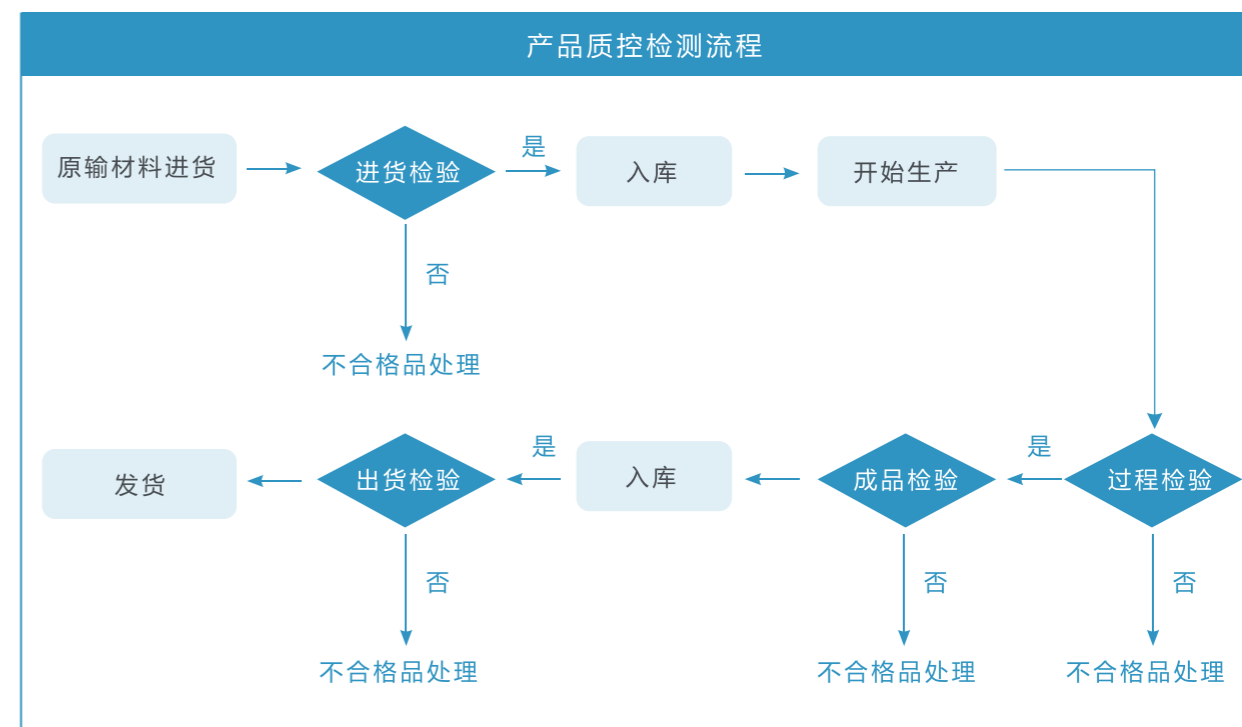 产品质控检测流程
原输材料进货
进货检验
是
入库
开始生产
否
不合格品处理
发货
出货检验
是
入库
成品检验
是
过程检验
否
否
否
不合格品处理
不合格品处理
不合格品处理